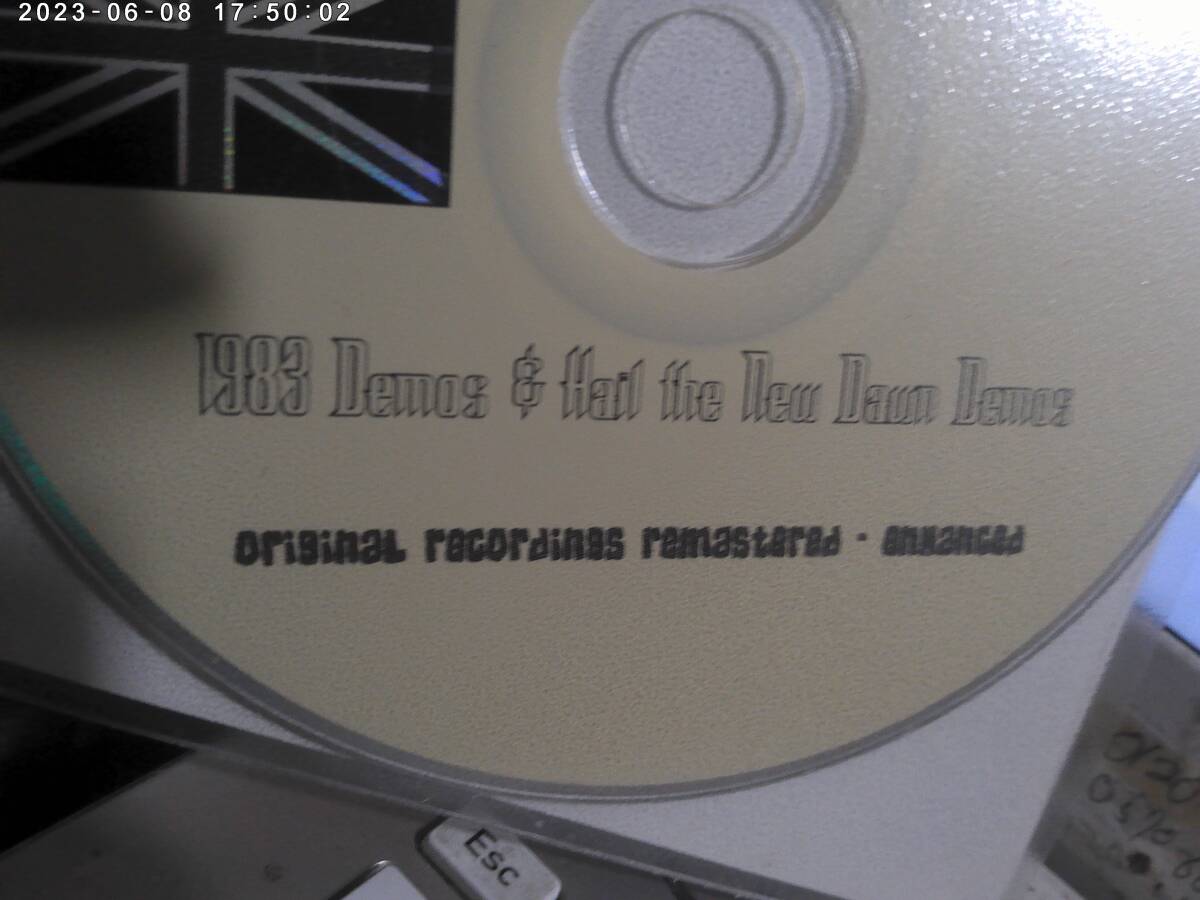 2023-06-08 17:50:02
1983 Demos & Hail the New Dawn Demos
original recordings remastered · enhanced
Esc